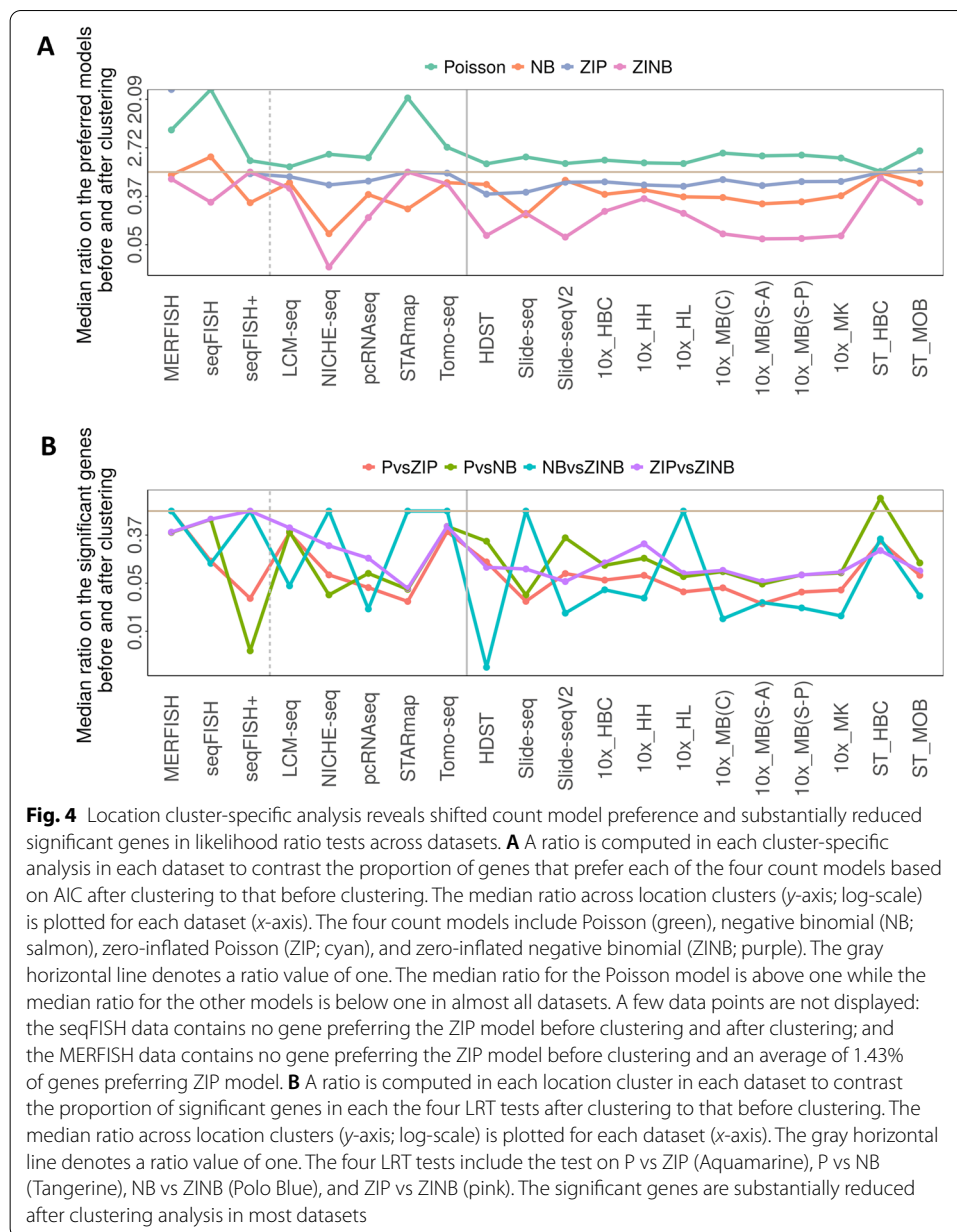 A
Median ratio on the preferred models
before and after clustering
Poisson NB ZIP ZINB
20.09
2.72
0.37
0.05
MERFISH
seqFISH
seqFISH+
LCM-seq
NICHE-seq
pcRNAseq
STARmap
Tomo-seq
HDST
Slide-seq
Slide-seqV2
10x_HBC
10x_HH
10x_HL
10x_MB(C)
10x_MB(S-A)
10x_MB(S-P)
10x_MK
ST_HBC
ST_MOB
B
Median ratio on the significant genes
before and after clustering
PvsZIP PvsNB NBvsZINB ZIPvsZINB
0.37
0.05
0.01
MERFISH
seqFISH
seqFISH+
LCM-seq
NICHE-seq
pcRNAseq
STARmap
Tomo-seq
HDST
Slide-seq
Slide-seqV2
10x_HBC
10x_HH
10x_HL
10x_MB(C)
10x_MB(S-A)
10x_MB(S-P)
10x_MK
ST_HBC
ST_MOB
Fig. 4 Location cluster-specific analysis reveals shifted count model preference and substantially reduced
significant genes in likelihood ratio tests across datasets. A A ratio is computed in each cluster-specific
analysis in each dataset to contrast the proportion of genes that prefer each of the four count models based
on AIC after clustering to that before clustering. The median ratio across location clusters (y-axis; log-scale)
is plotted for each dataset (x-axis). The four count models include Poisson (green), negative binomial (NB;
salmon), zero-inflated Poisson (ZIP; cyan), and zero-inflated negative binomial (ZINB; purple). The gray
horizontal line denotes a ratio value of one. The median ratio for the Poisson model is above one while the
median ratio for the other models is below one in almost all datasets. A few data points are not displayed:
the seqFISH data contains no gene preferring the ZIP model before clustering and after clustering; and
the MERFISH data contains no gene preferring the ZIP model before clustering and an average of 1.43%
of genes preferring ZIP model. B A ratio is computed in each location cluster in each dataset to contrast
the proportion of significant genes in each the four LRT tests after clustering to that before clustering. The
median ratio across location clusters (y-axis; log-scale) is plotted for each dataset (x-axis). The gray horizontal
line denotes a ratio value of one. The four LRT tests include the test on P vs ZIP (Aquamarine), P vs NB
(Tangerine), NB vs ZINB (Polo Blue), and ZIP vs ZINB (pink). The significant genes are substantially reduced
after clustering analysis in most datasets